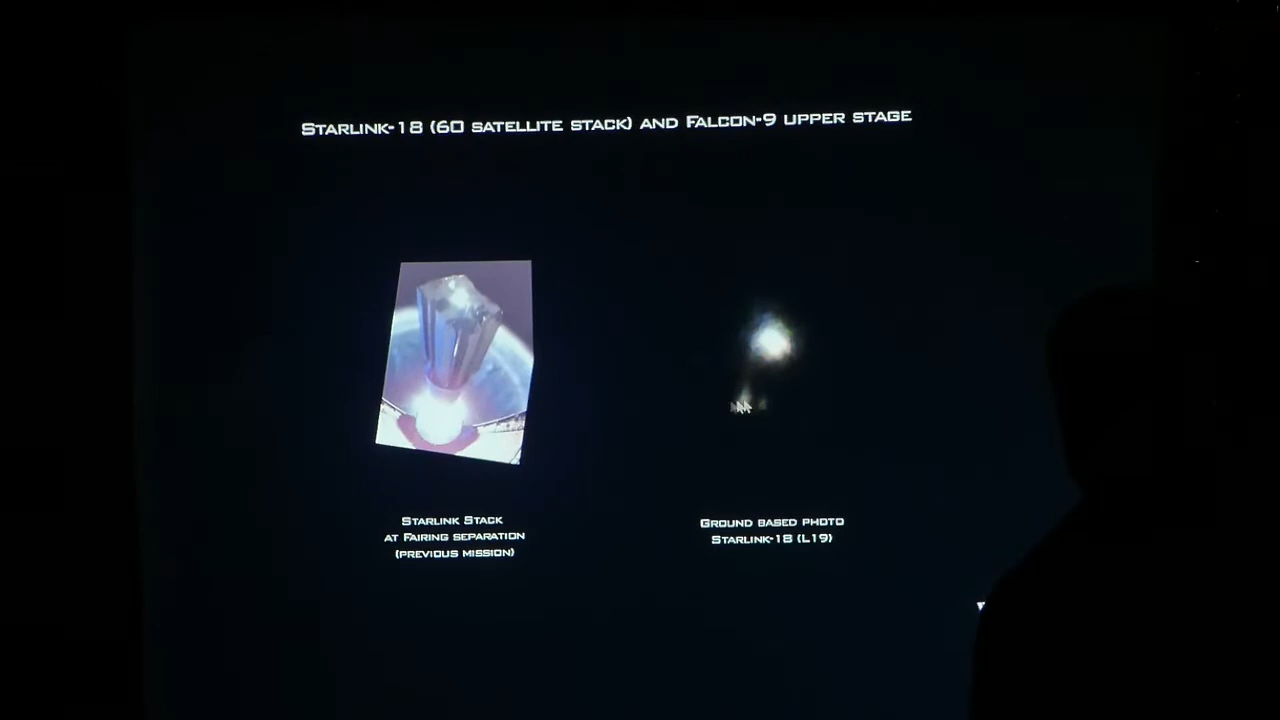 Starlink-18 (60 satellite stack) and Falcon-9 upper stage
Starlink Stack
at Fairing separation
(previous mission)
Ground based photo
Starlink-18 (L19)